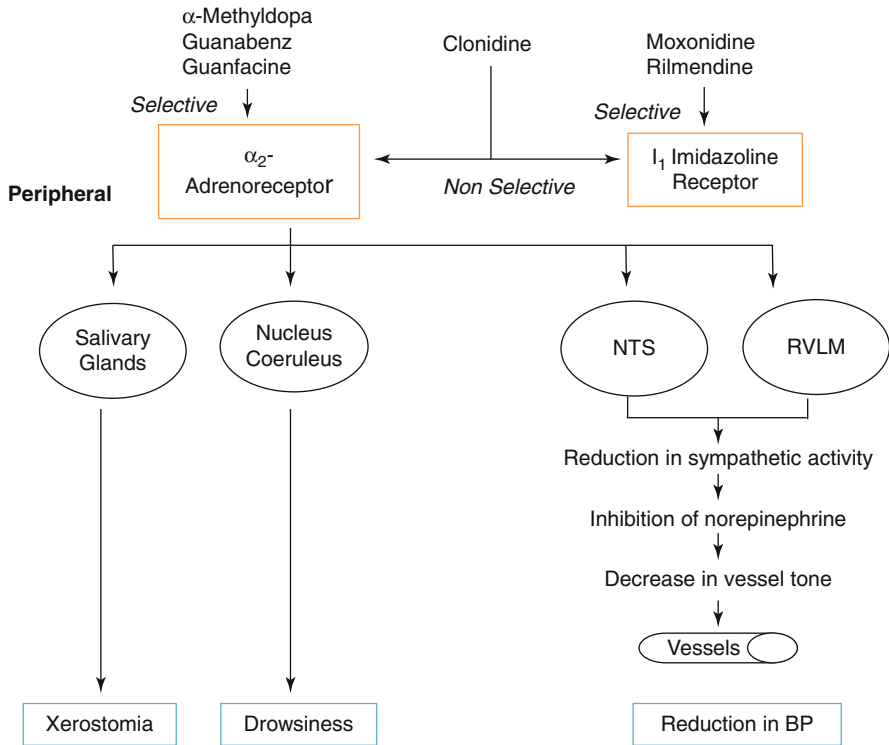 α-Methyldopa
Guanabenz
Guanfacine
Clonidine
Moxonidine
Rilmendine
Selective
Selective
α2-
Adrenoreceptor
I1 Imidazoline
Receptor
Non Selective
Peripheral
Salivary
Glands
Nucleus
Coeruleus
NTS
RVLM
Reduction in sympathetic activity
Inhibition of norepinephrine
Decrease in vessel tone
Vessels
Xerostomia
Drowsiness
Reduction in BP